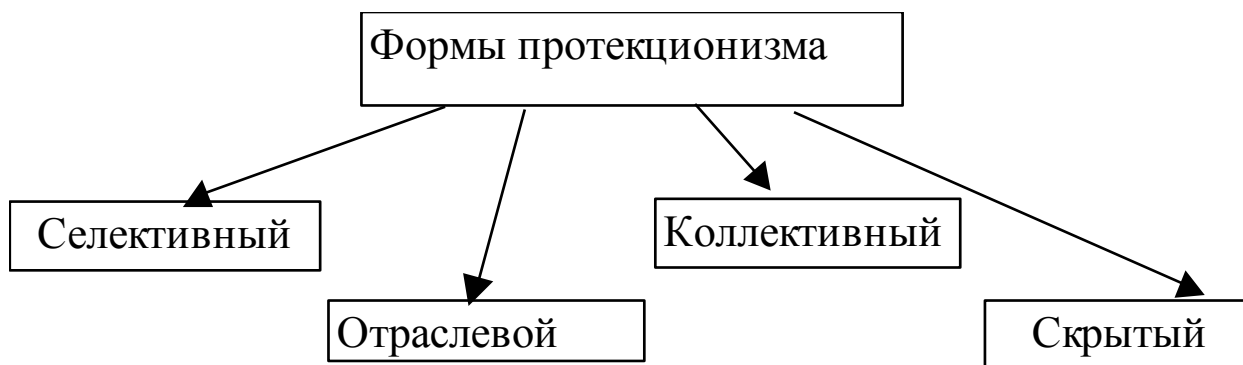 Формы протекционизма
Селективный
Коллективный
Отраслевой
Скрытый